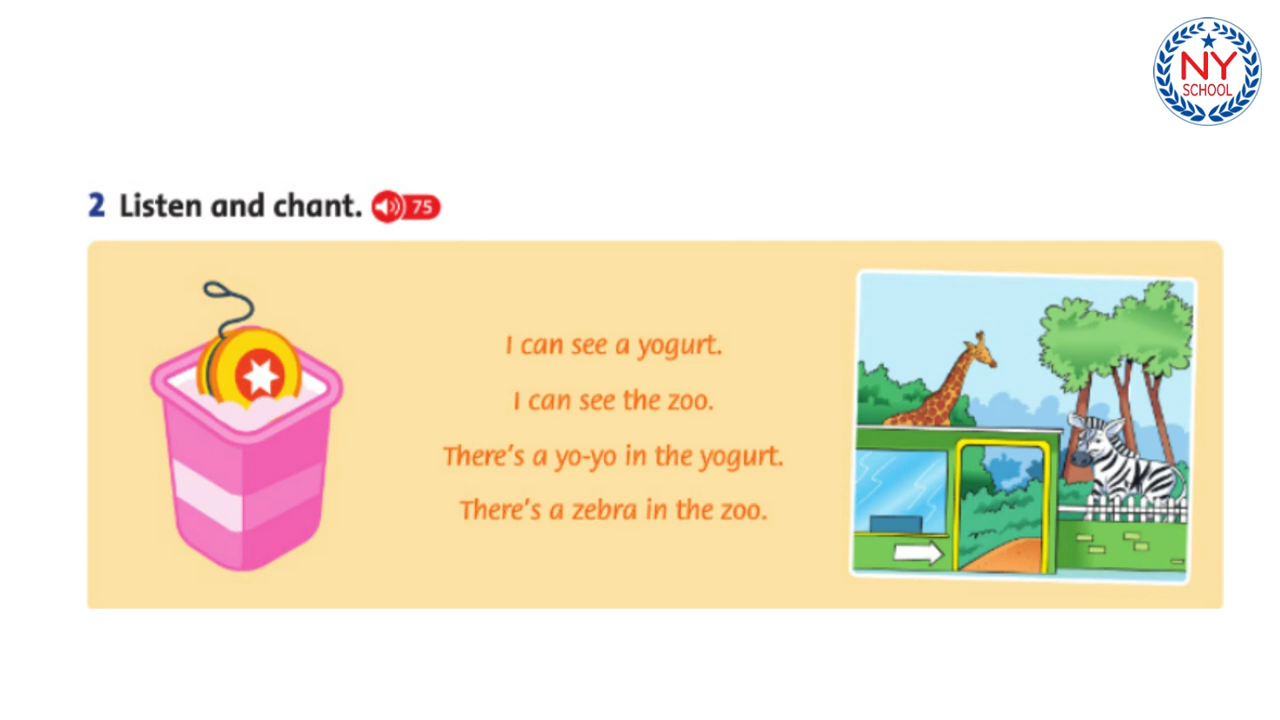 NY
SCHOOL
2 Listen and chant. 75
I can see a yogurt.
I can see the zoo.
There's a yo-yo in the yogurt.
There's a zebra in the zoo.